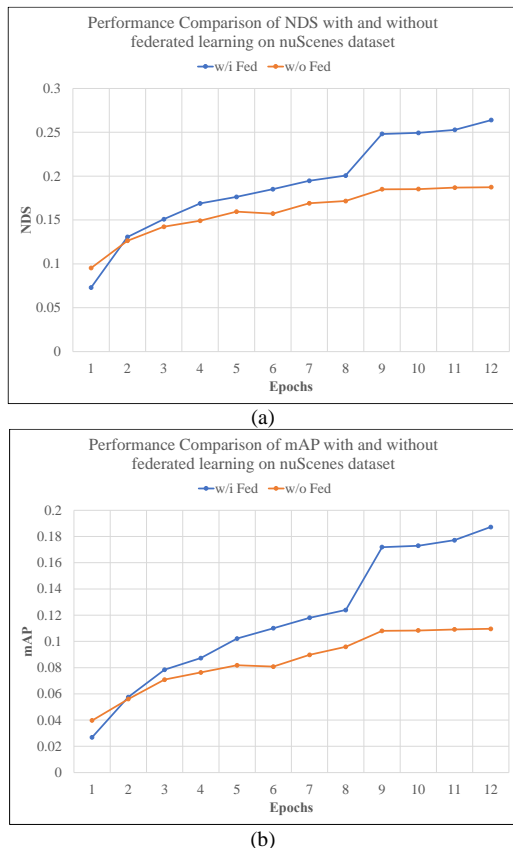 Performance Comparison of NDS with and without
federated learning on nuScenes dataset
w/i Fed w/o Fed
0.3
0.25
0.2
0.15
0.1
0.05
0
NDS
1 2 3 4 5 6 7 8 9 10 11 12
Epochs
(a)
Performance Comparison of mAP with and without
federated learning on nuScenes dataset
w/i Fed w/o Fed
0.2
0.18
0.16
0.14
0.12
0.1
0.08
0.06
0.04
0.02
0
mAP
1 2 3 4 5 6 7 8 9 10 11 12
Epochs
(b)